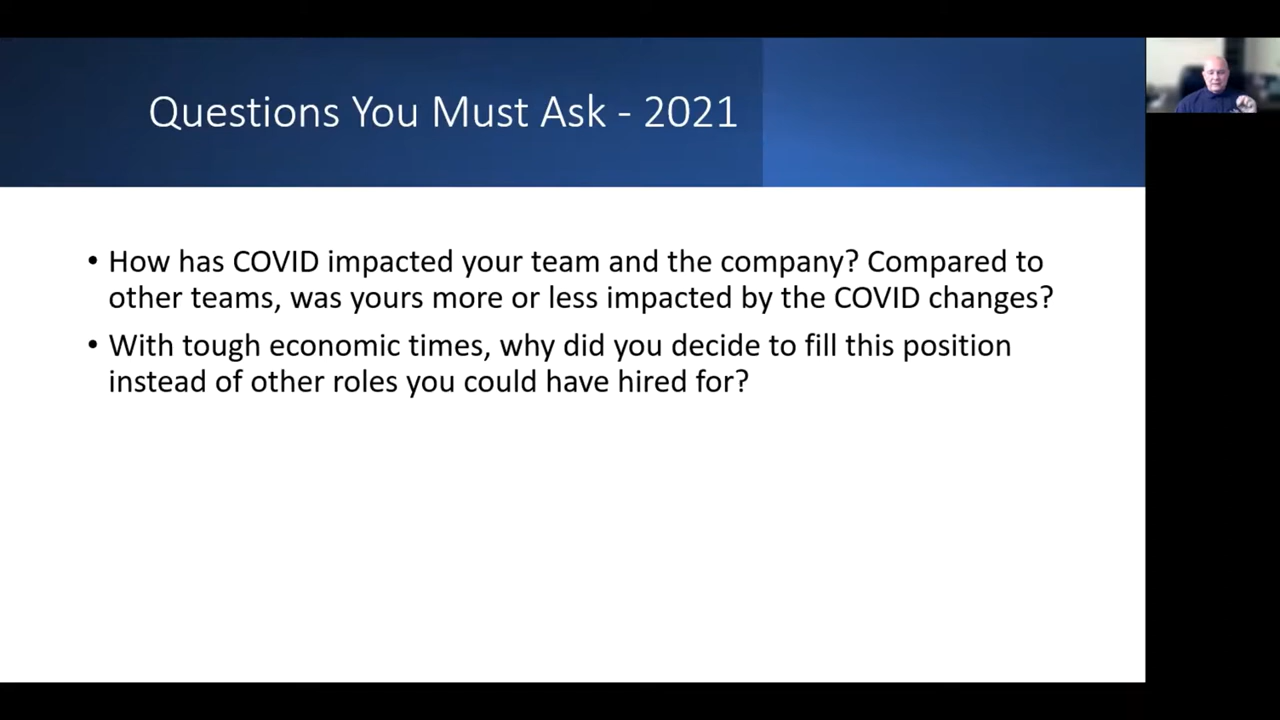 Questions You Must Ask - 2021
• How has COVID impacted your team and the company? Compared to
other teams, was yours more or less impacted by the COVID changes?
• With tough economic times, why did you decide to fill this position
instead of other roles you could have hired for?